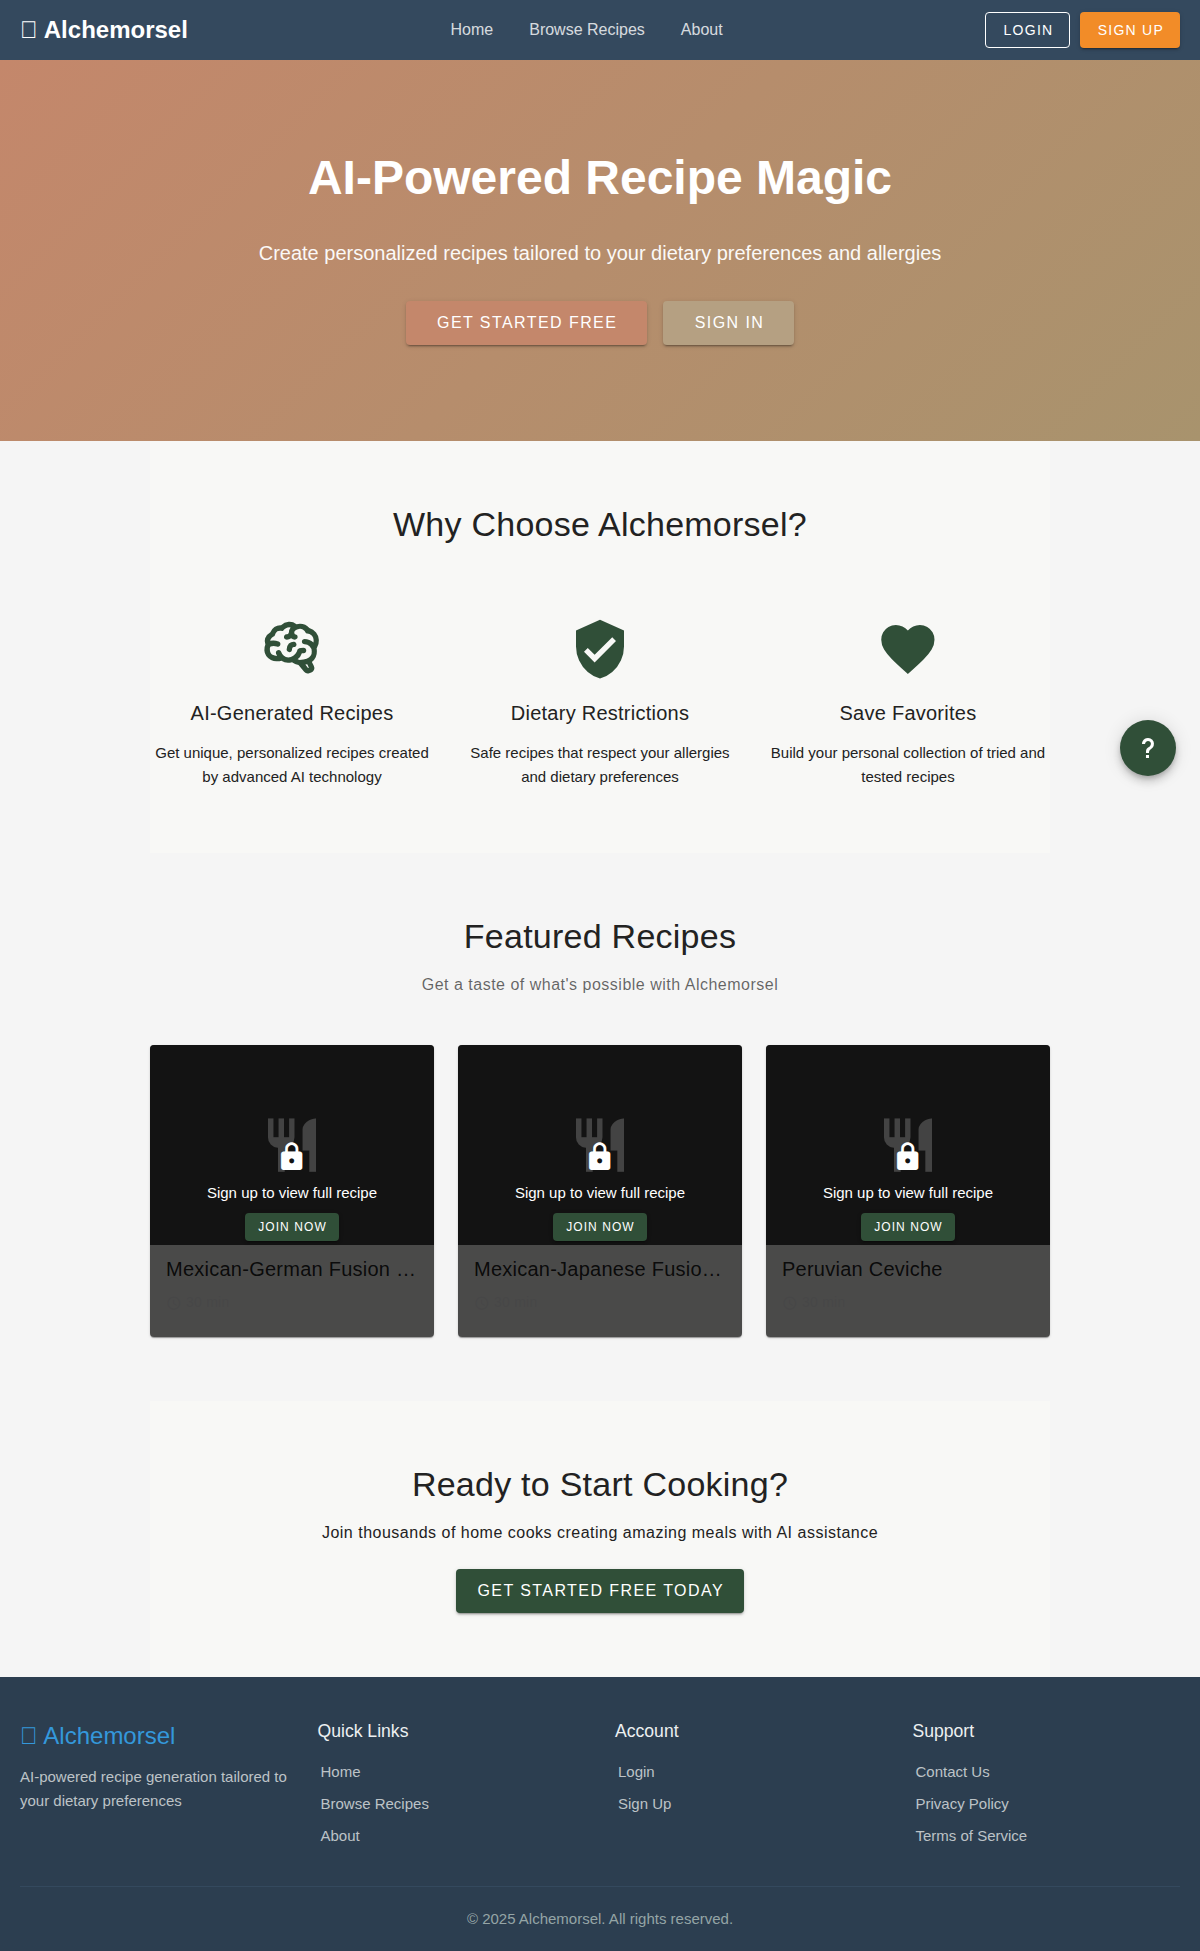 Alchemorsel
Home Browse Recipes About
LOGIN SIGN UP
AI-Powered Recipe Magic
Create personalized recipes tailored to your dietary preferences and allergies
GET STARTED FREE SIGN IN
Why Choose Alchemorsel?
AI-Generated Recipes
Get unique, personalized recipes created
by advanced AI technology
Dietary Restrictions
Safe recipes that respect your allergies
and dietary preferences
Save Favorites
Build your personal collection of tried and
tested recipes
?
Featured Recipes
Get a taste of what's possible with Alchemorsel
Sign up to view full recipe
JOIN NOW
Mexican-German Fusion …
Sign up to view full recipe
JOIN NOW
Mexican-Japanese Fusio…
Sign up to view full recipe
JOIN NOW
Peruvian Ceviche
Ready to Start Cooking?
Join thousands of home cooks creating amazing meals with AI assistance
GET STARTED FREE TODAY
Alchemorsel
AI-powered recipe generation tailored to
your dietary preferences
Quick Links
Home
Browse Recipes
About
Account
Login
Sign Up
Support
Contact Us
Privacy Policy
Terms of Service
© 2025 Alchemorsel. All rights reserved.